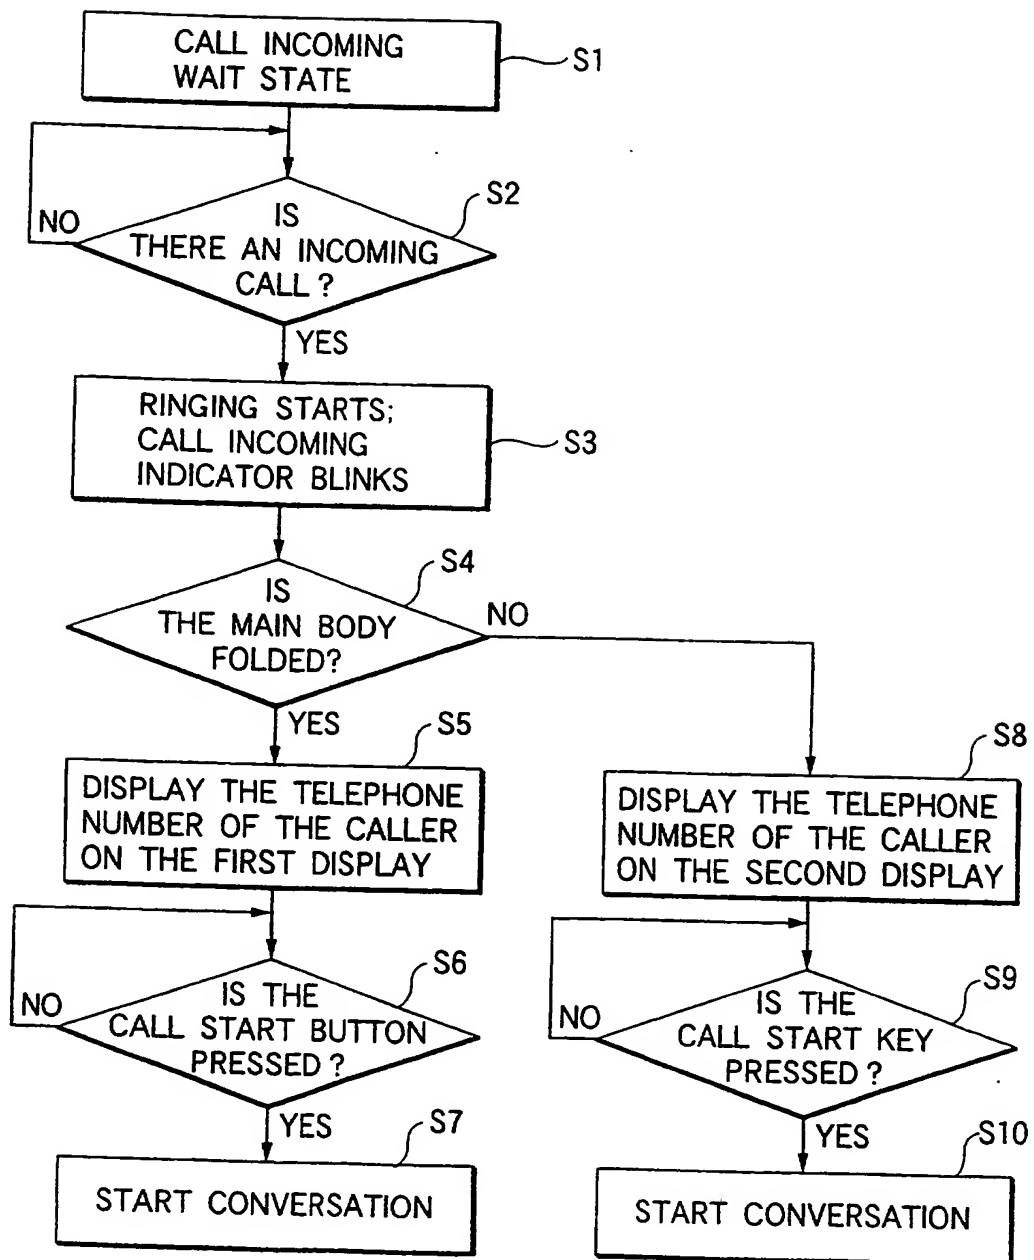 CALL INCOMING
WAIT STATE
S1
S2
NO
IS
THERE AN INCOMING
CALL?
YES
RINGING STARTS;
CALL INCOMING
INDICATOR BLINKS
S3
S4
IS
THE MAIN BODY
FOLDED?
NO
YES
S5
DISPLAY THE TELEPHONE
NUMBER OF THE CALLER
ON THE FIRST DISPLAY
S6
NO
IS THE
CALL START BUTTON
PRESSED?
YES
S7
START CONVERSATION
S8
DISPLAY THE TELEPHONE
NUMBER OF THE CALLER
ON THE SECOND DISPLAY
S9
NO
IS THE
CALL START KEY
PRESSED?
YES
S10
START CONVERSATION